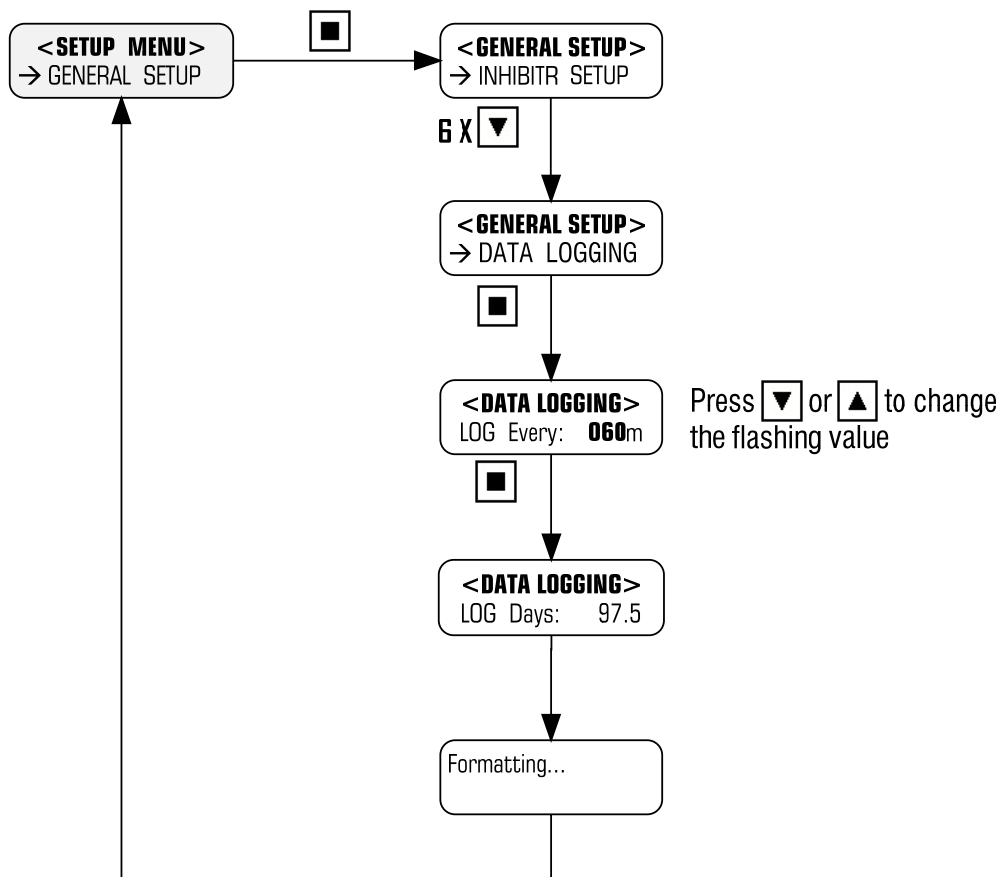 <SETUP MENU>
→ GENERAL SETUP
<GENERAL SETUP>
→ INHIBITR SETUP
6 X ▼
<GENERAL SETUP>
→ DATA LOGGING
<DATA LOGGING>
LOG Every: 060m
Press ▼ or ▲ to change
the flashing value
<DATA LOGGING>
LOG Days: 97.5
Formatting...